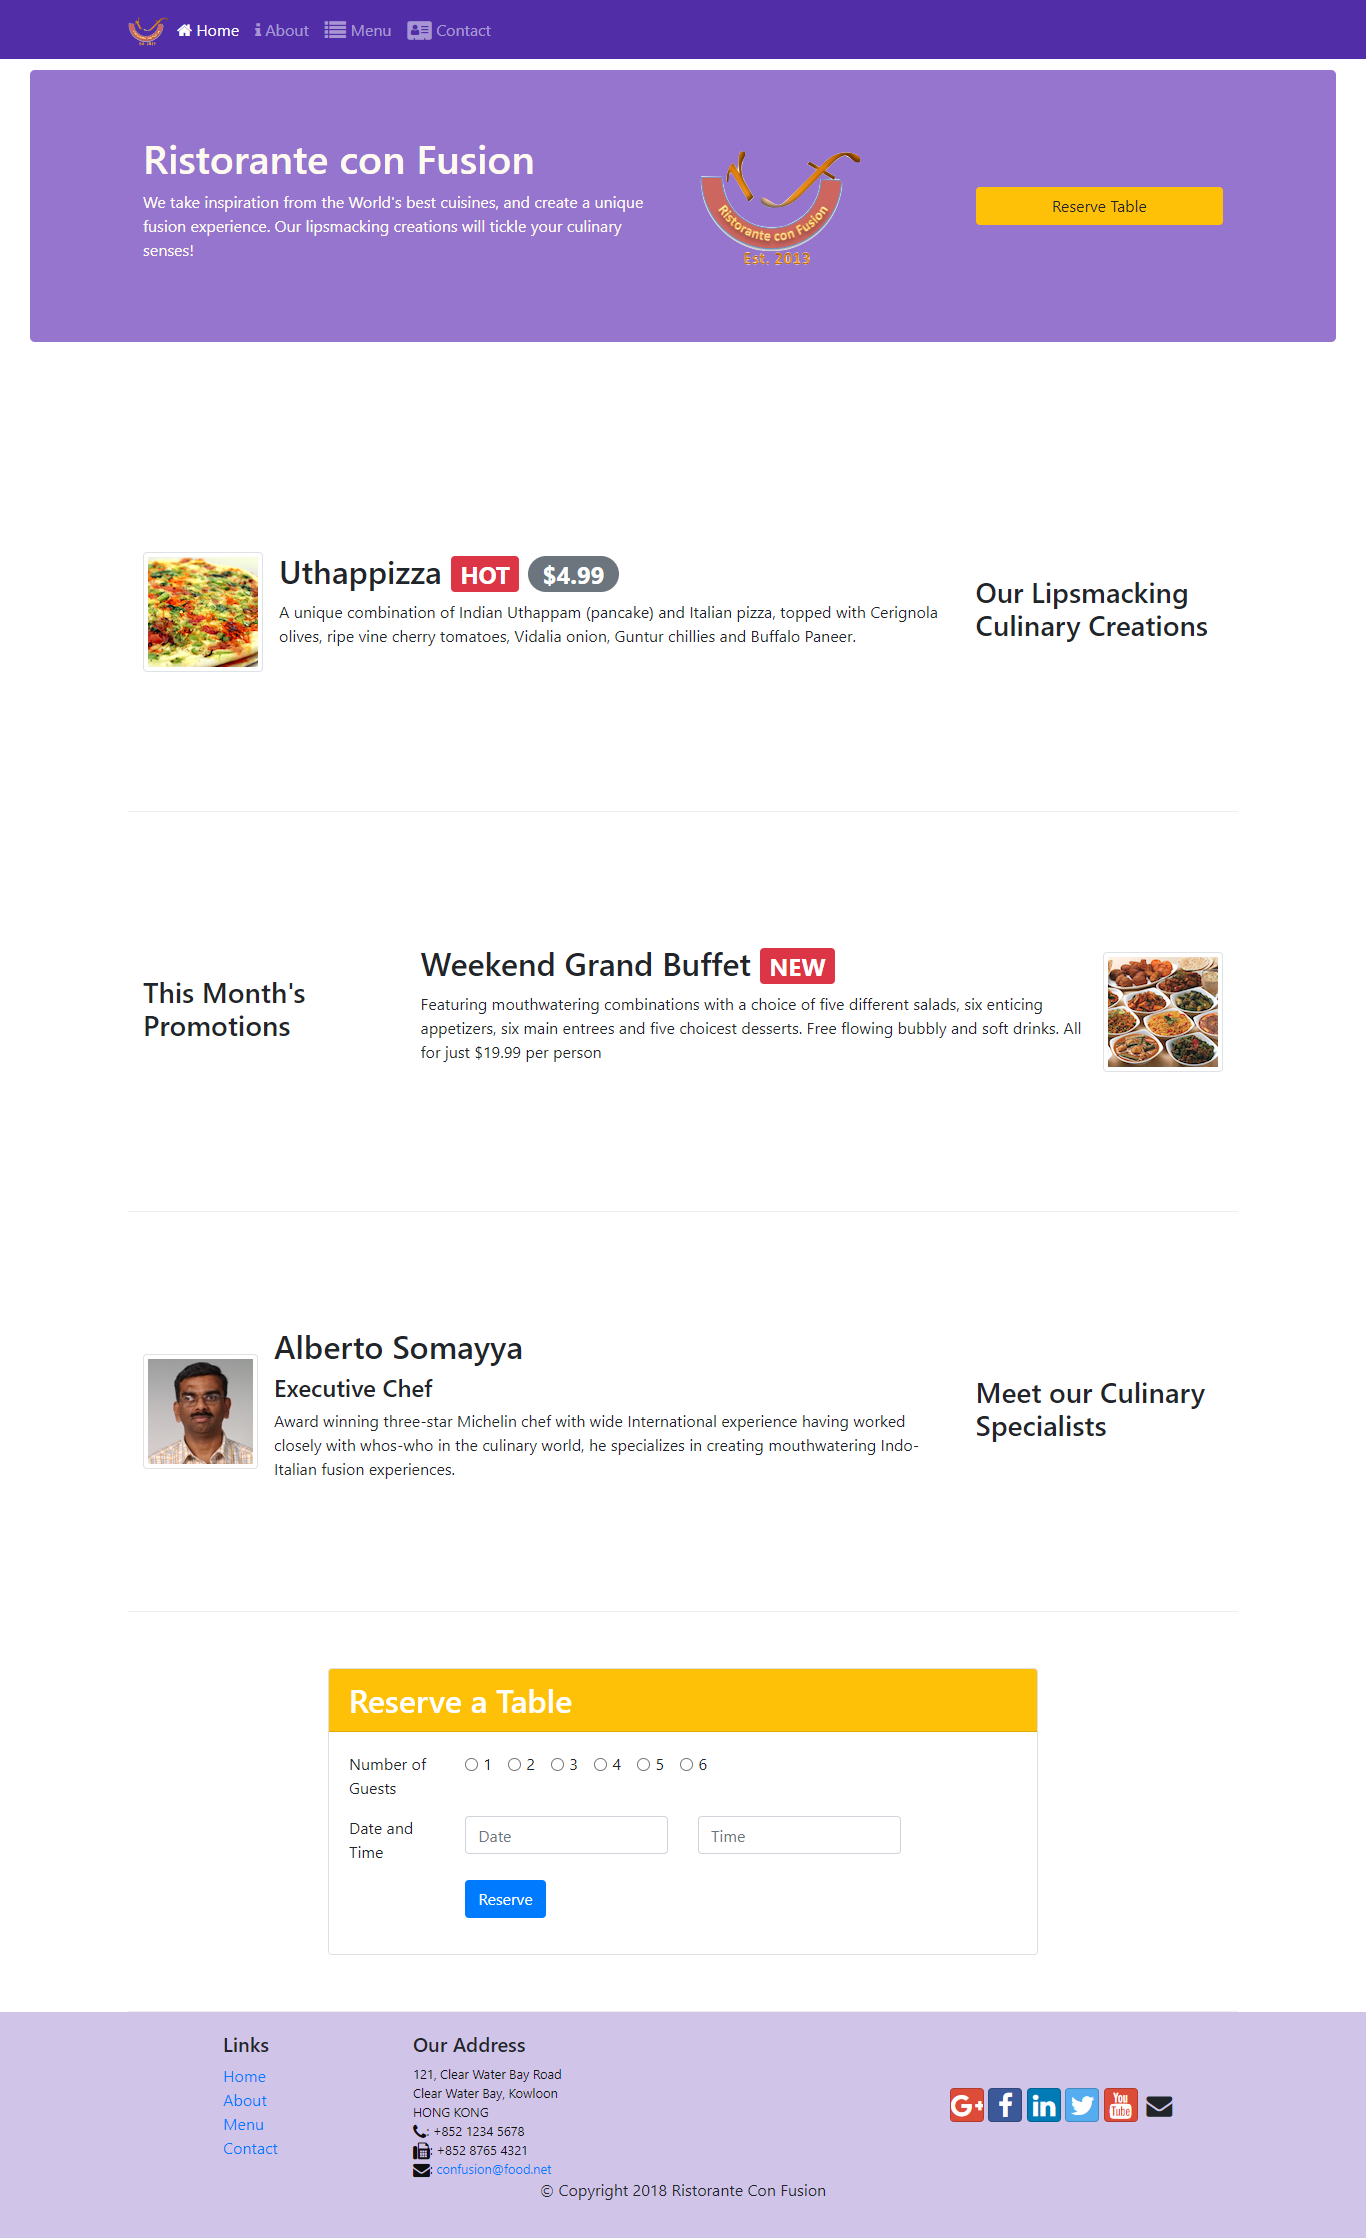 Home About Menu Contact
Ristorante con Fusion
We take inspiration from the World's best cuisines, and create a unique
fusion experience. Our lipsmacking creations will tickle your culinary
senses!
Ristorante con Fusion
Est. 2013
Reserve Table
Uthappizza HOT $4.99
A unique combination of Indian Uthappam (pancake) and Italian pizza, topped with Cerignola
olives, ripe vine cherry tomatoes, Vidalia onion, Guntur chillies and Buffalo Paneer.
Our Lipsmacking
Culinary Creations
This Month's
Promotions
Weekend Grand Buffet NEW
Featuring mouthwatering combinations with a choice of five different salads, six enticing
appetizers, six main entrees and five choicest desserts. Free flowing bubbly and soft drinks. All
for just $19.99 per person
Alberto Somayya
Executive Chef
Award winning three-star Michelin chef with wide International experience having worked
closely with whos-who in the culinary world, he specializes in creating mouthwatering Indo-
Italian fusion experiences.
Meet our Culinary
Specialists
Reserve a Table
Number of
Guests
1 2 3 4 5 6
Date and
Time
Date
Time
Reserve
Links
Home
About
Menu
Contact
Our Address
121, Clear Water Bay Road
Clear Water Bay, Kowloon
HONG KONG
: +852 1234 5678
: +852 8765 4321
: confusion@food.net
G+ f in You Tube
© Copyright 2018 Ristorante Con Fusion